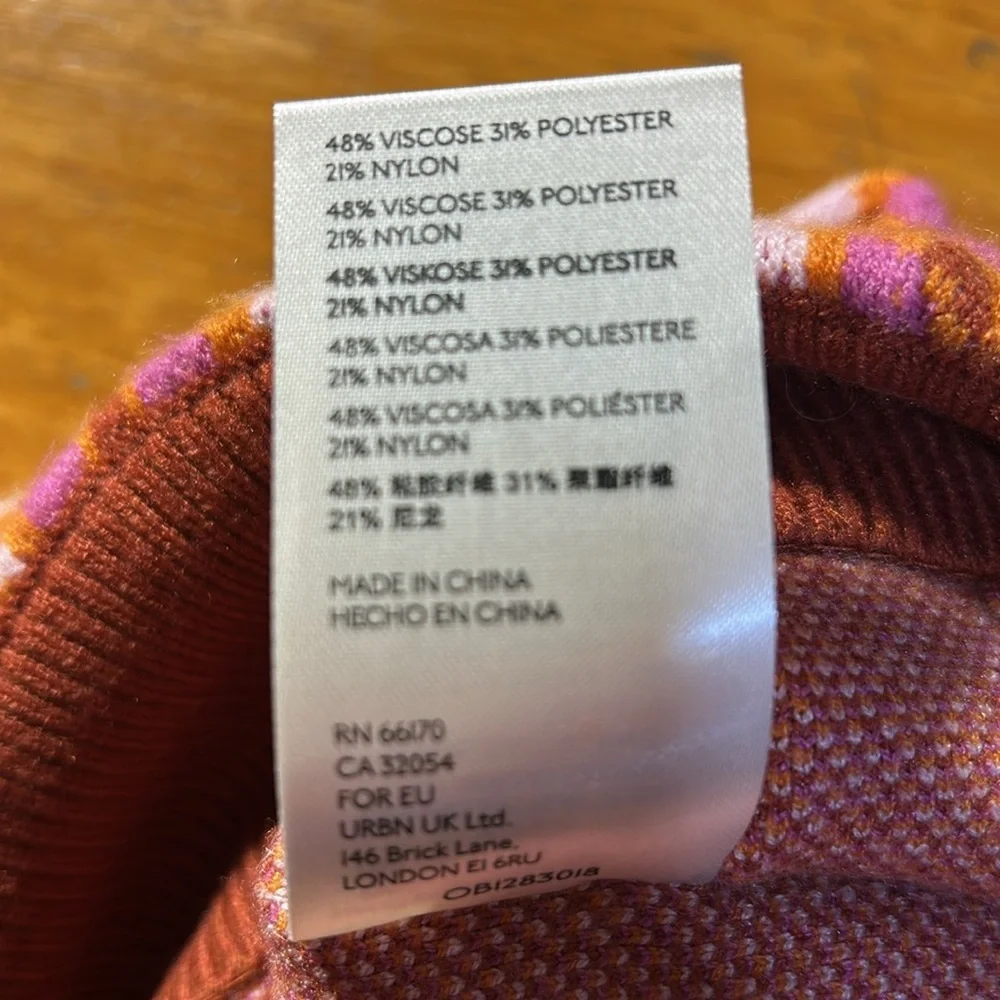 48% VISCOSE 31% POLYESTER
21% NYLON
48% VISCOSE 31% POLYESTER
21% NYLON
48% VISKOSE 31% POLYESTER
21% NYLON
48% VISCOSA 31% POLIESTERE
21% NYLON
48% VISCOSA 31% POLIÉSTER
21% NYLON
48% 粘胶纤维 31% 聚酯纤维
21% 尼龙
MADE IN CHINA
HECHO EN CHINA
RN 66170
CA 32054
FOR EU
URBN UK Ltd.
146 Brick Lane,
LONDON E1 6RU
OB1283018